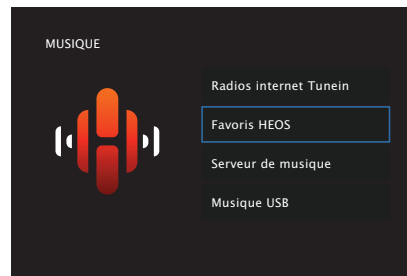 MUSIQUE
Radios internet Tunein
Favoris HEOS
Serveur de musique
Musique USB